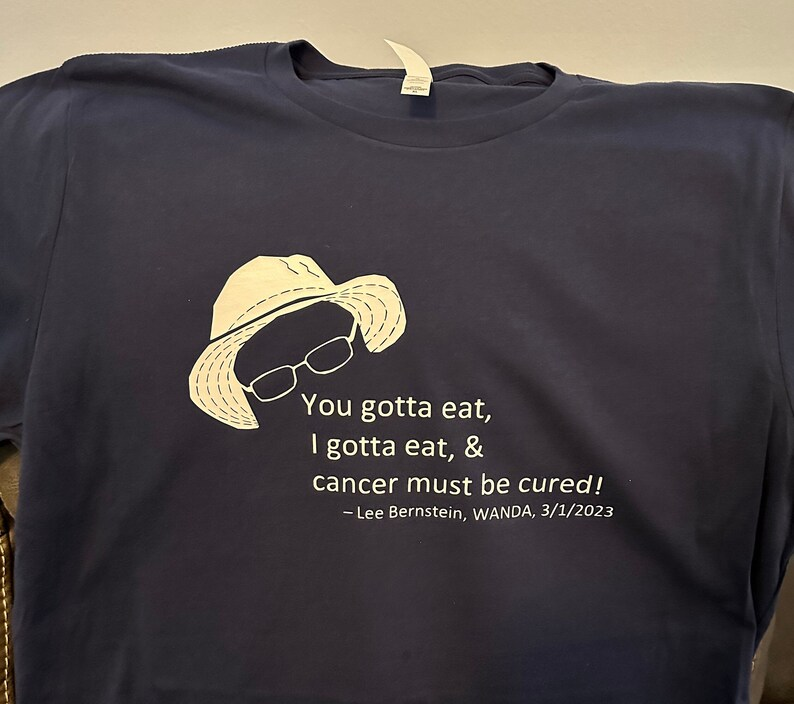 You gotta eat,
I gotta eat, &
cancer must be cured!
– Lee Bernstein, WANDA, 3/1/2023